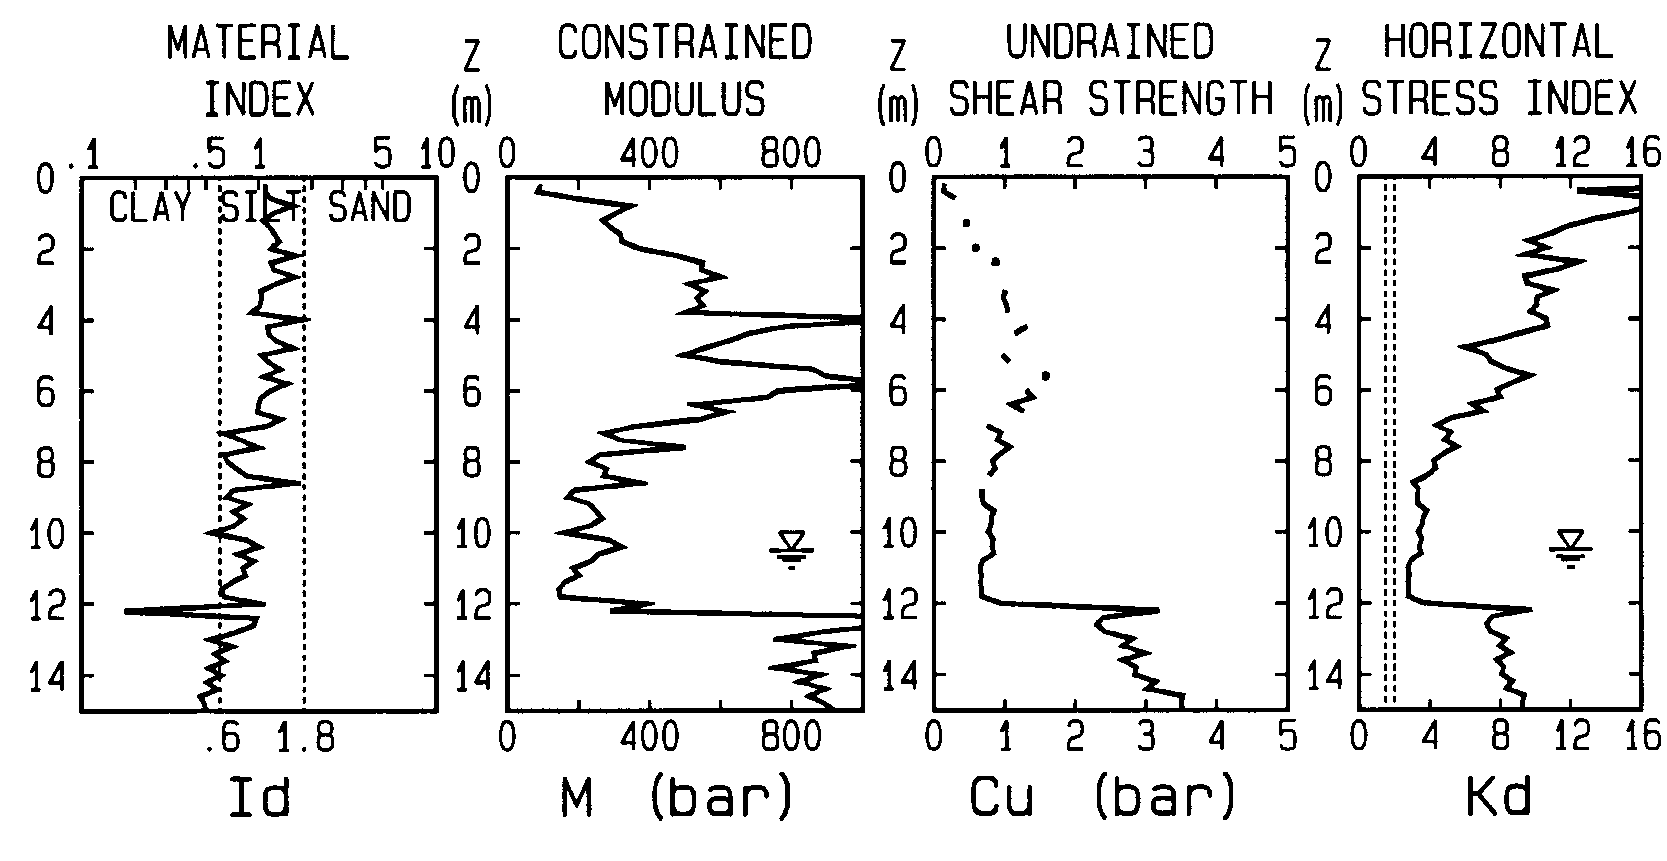 MATERIAL Z CONSTRAINED Z UNDRAINED Z HORIZONTAL
INDEX (m) MODULUS (m) SHEAR STRENGTH (m) STRESS INDEX
.1 .5 1 5 10 0 400 800 0 1 2 3 4 5 0 4 8 12 16
0 0 0 0
CLAY SILT SAND
2 2 2 2
4 4 4 4
6 6 6 6
8 8 8 8
10 10 10 10
12 12 12 12
14 14 14 14
.6 1.8 0 400 800 0 1 2 3 4 5 0 4 8 12 16
Id M (bar) Cu (bar) Kd